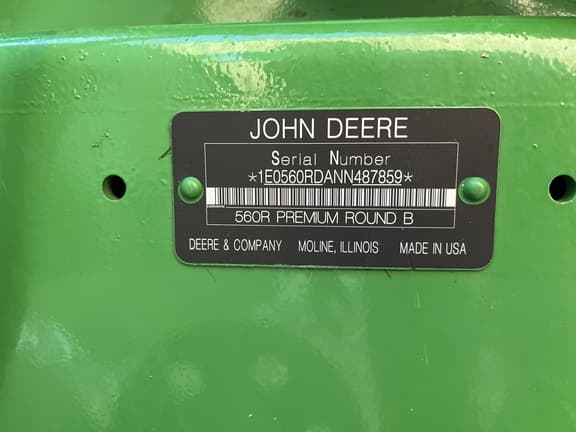 JOHN DEERE
Serial Number
*1E0560RDANN487859*
560R PREMIUM ROUND B
DEERE & COMPANY MOLINE, ILLINOIS MADE IN USA